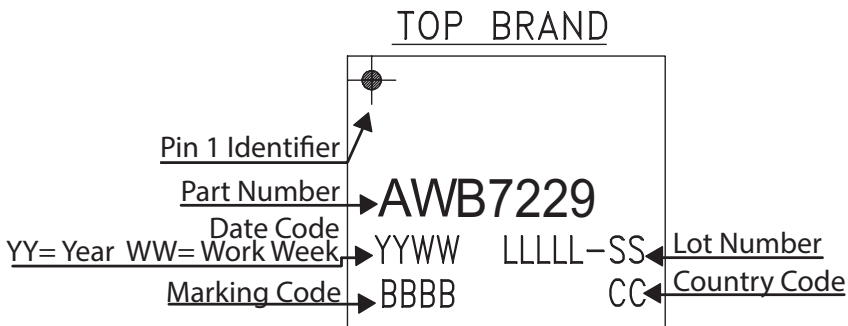 TOP BRAND
Pin 1 Identifier
Part Number AWB7229
Date Code
YY= Year WW= Work Week YYWW LLLLL-SS Lot Number
Marking Code BBBB CC Country Code